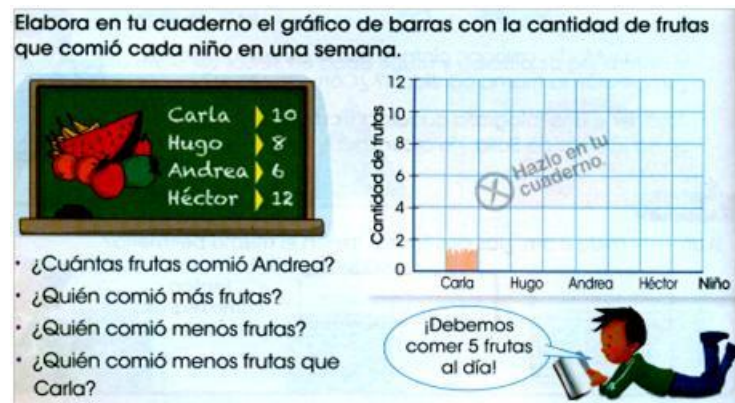 Elabora en tu cuaderno el gráfico de barras con la cantidad de frutas
que comió cada niño en una semana.
Carla 10
Hugo 8
Andrea 6
Héctor 12
Cantidad de frutas
12
10
8
6
4
2
0
Hazlo en tu
cuaderno.
Carla Hugo Andrea Héctor Niño
· ¿Cuántas frutas comió Andrea?
· ¿Quién comió más frutas?
· ¿Quién comió menos frutas?
· ¿Quién comió menos frutas que
Carla?
¡Debemos
comer 5 frutas
al día!